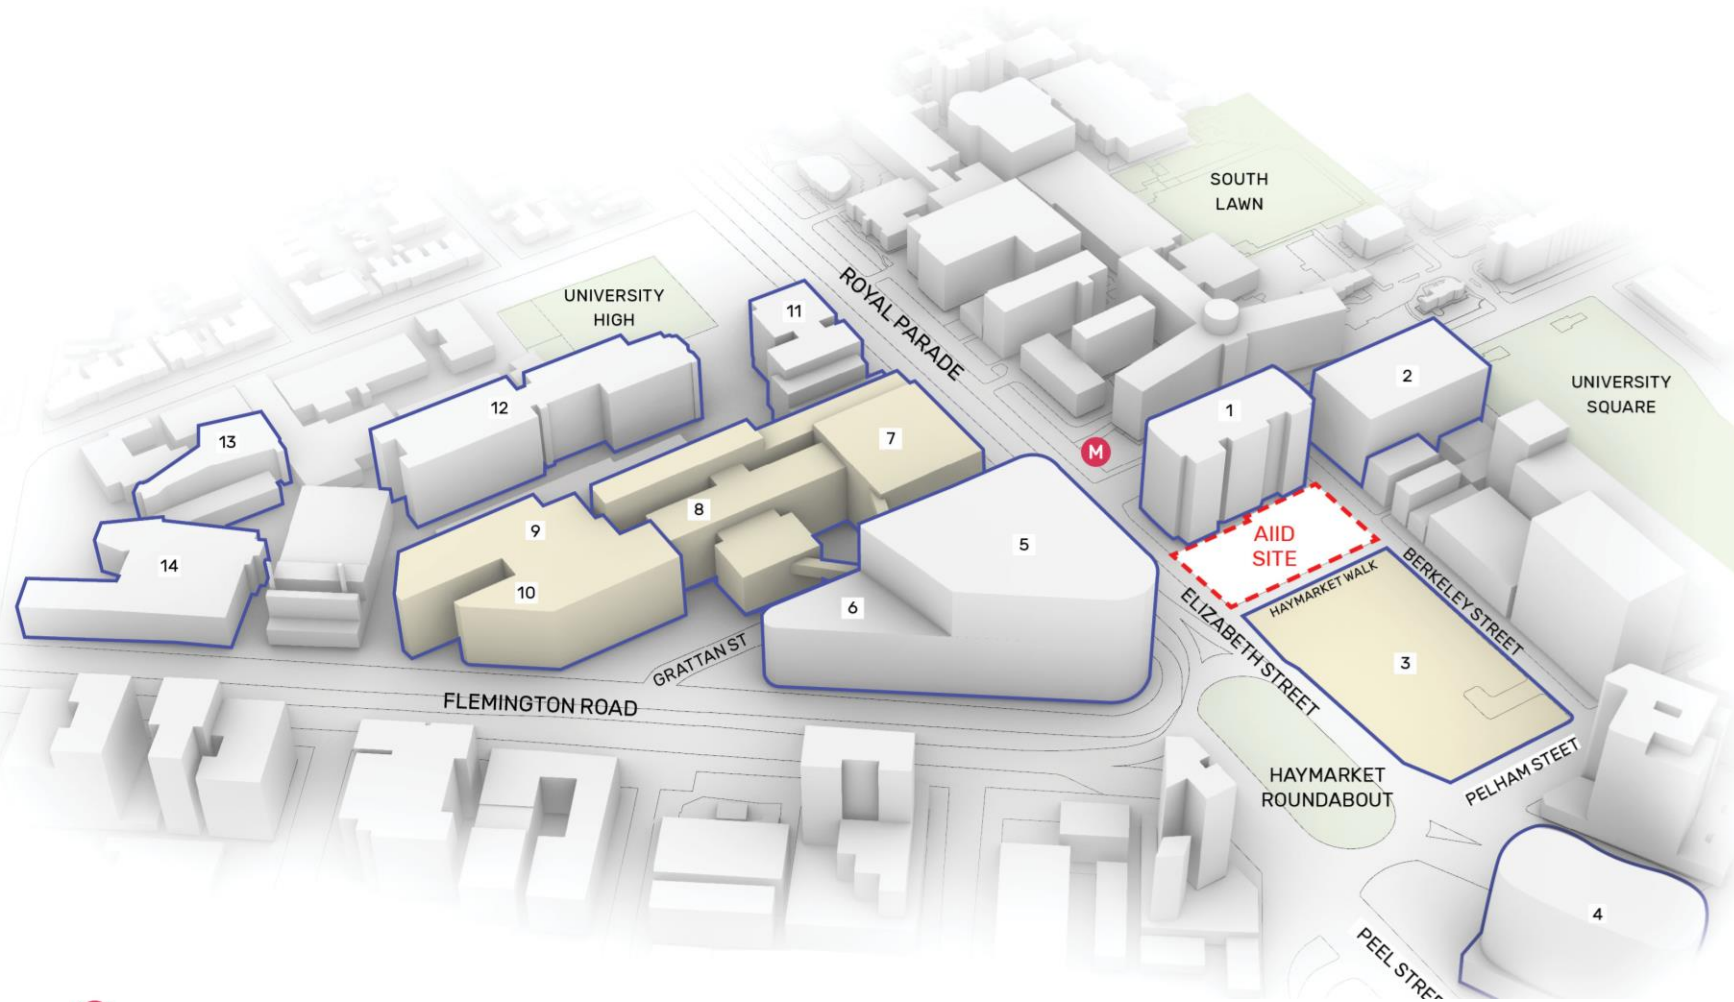 SOUTH
LAWN
UNIVERSITY
HIGH
11
ROYAL PARADE
UNIVERSITY
SQUARE
2
1
12
13
7
M
8
9
5
AIID
SITE
14
10
6
HAYMARKET WALK
BERKELEY STREET
ELIZABETH STREET
3
GRATTAN ST
FLEMINGTON ROAD
HAYMARKET
ROUNDABOUT
PELHAM STEET
4
PEEL STREE